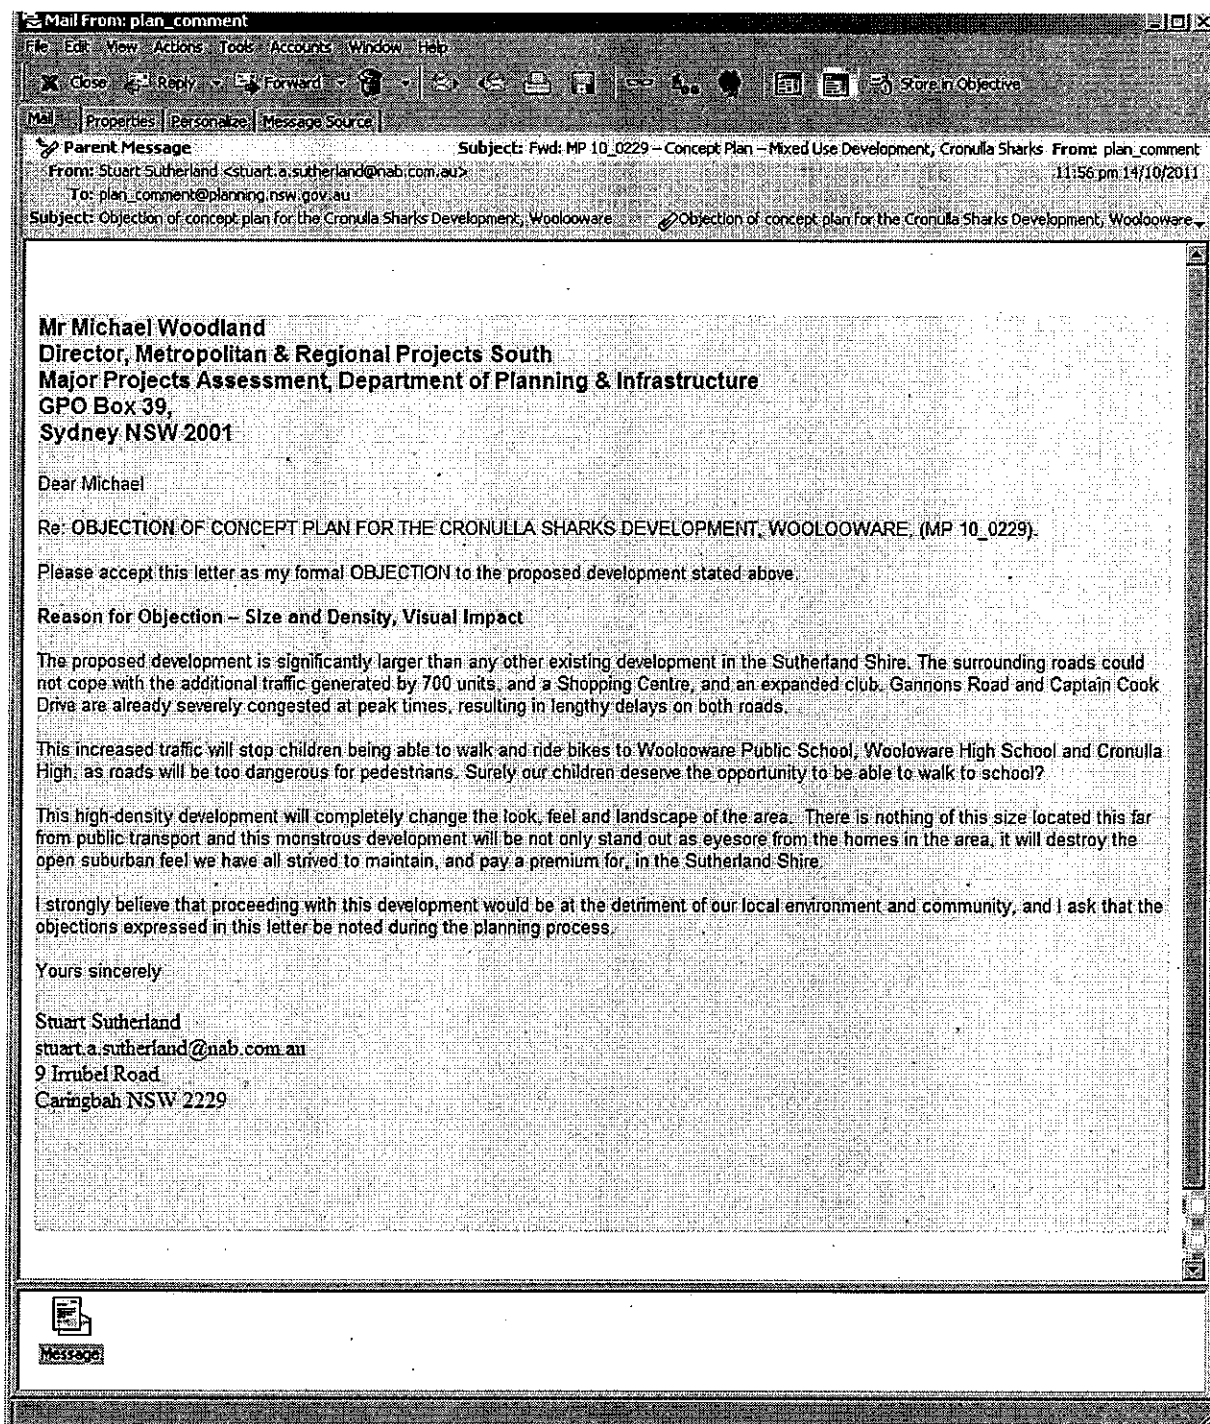 Mail From: plan_comment
File Edit View Actions Tools Accounts Window Help
Close Reply Forward Store in Objective
Mail Properties Personalize Message Source
Parent Message Subject: Fwd: MP 10_0229 – Concept Plan – Mixed Use Development, Cronulla Sharks From: plan_comment
From: Stuart Sutherland <stuart.a.sutherland@nab.com.au> 11:56 pm 14/10/2011
To: plan_comment@planning.nsw.gov.au
Subject: Objection of concept plan for the Cronulla Sharks Development, Woolooware Objection of concept plan for the Cronulla Sharks Development, Woolooware
Mr Michael Woodland
Director, Metropolitan & Regional Projects South
Major Projects Assessment, Department of Planning & Infrastructure
GPO Box 39,
Sydney NSW 2001
Dear Michael
Re: OBJECTION OF CONCEPT PLAN FOR THE CRONULLA SHARKS DEVELOPMENT, WOOLOOWARE, (MP 10_0229).
Please accept this letter as my formal OBJECTION to the proposed development stated above.
Reason for Objection – Size and Density, Visual Impact
The proposed development is significantly larger than any other existing development in the Sutherland Shire. The surrounding roads could
not cope with the additional traffic generated by 700 units, and a Shopping Centre, and an expanded club. Gannons Road and Captain Cook
Drive are already severely congested at peak times, resulting in lengthy delays on both roads.
This increased traffic will stop children being able to walk and ride bikes to Woolooware Public School, Wooloware High School and Cronulla
High, as roads will be too dangerous for pedestrians. Surely our children deserve the opportunity to be able to walk to school?
This high-density development will completely change the look, feel and landscape of the area. There is nothing of this size located this far
from public transport and this monstrous development will be not only stand out as eyesore from the homes in the area, it will destroy the
open suburban feel we have all strived to maintain, and pay a premium for, in the Sutherland Shire.
I strongly believe that proceeding with this development would be at the detriment of our local environment and community, and I ask that the
objections expressed in this letter be noted during the planning process.
Yours sincerely
Stuart Sutherland
stuart.a.sutherland@nab.com.au
9 Irrubel Road
Caringbah NSW 2229
Message